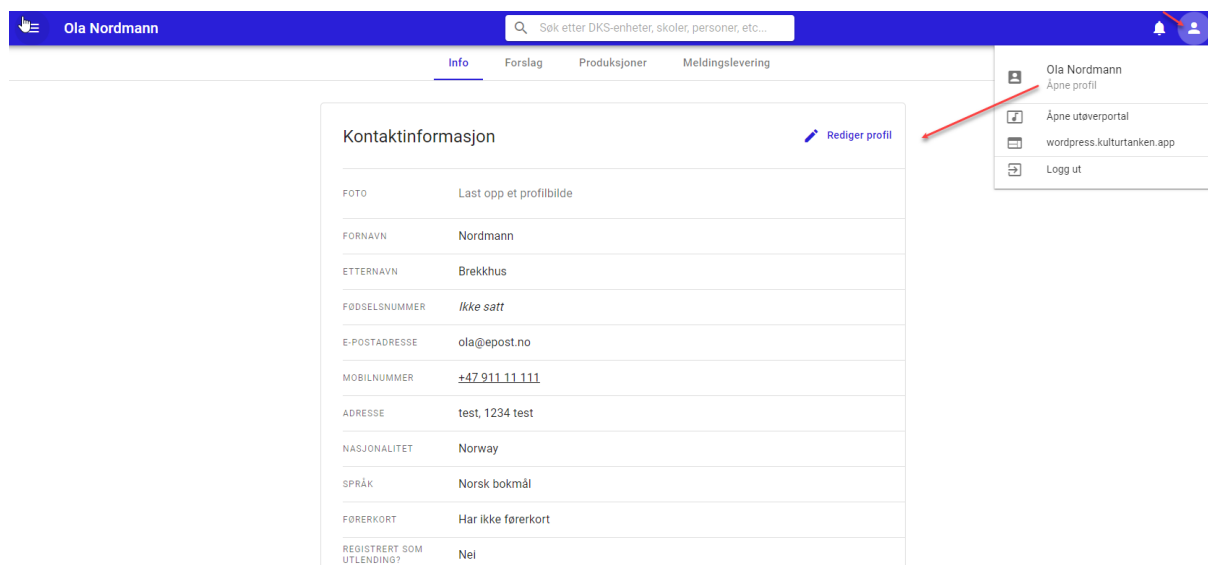 Ola Nordmann
Søk etter DKS-enheter, skoler, personer, etc...
Info Forslag Produksjoner Meldingslevering
Ola Nordmann
Åpne profil
Åpne utøverportal
wordpress.kulturtanken.app
Logg ut
Kontaktinformasjon
Rediger profil
FOTO Last opp et profilbilde
FORNAVN Nordmann
ETTERNAVN Brekkhus
FØDSELSNUMMER Ikke satt
E-POSTADRESSE ola@epost.no
MOBILNUMMER +47 911 11 111
ADRESSE test, 1234 test
NASJONALITET Norway
SPRÅK Norsk bokmål
FØRERKORT Har ikke førerkort
REGISTRERT SOM
UTLENDING? Nei